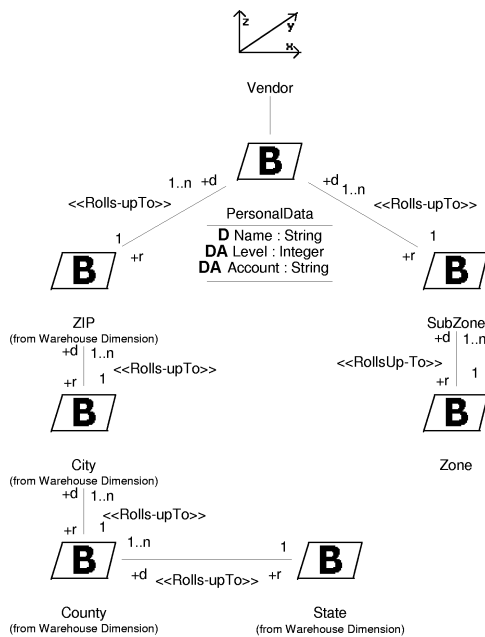 z
y
x
Vendor
B
1..n +d
+d
1..n
<<Rolls-upTo>>
<<Rolls-upTo>>
PersonalData
D Name : String
DA Level : Integer
DA Account : String
1
+r
1
+r
B
B
ZIP
(from Warehouse Dimension)
SubZone
+d 1..n
<<Rolls-upTo>>
+r 1
+d 1..n
<<RollsUp-To>>
+r 1
B
B
City
(from Warehouse Dimension)
Zone
+d 1..n
<<Rolls-upTo>>
+r 1
B
1..n
1
+d
<<Rolls-upTo>>
+r
B
County
(from Warehouse Dimension)
State
(from Warehouse Dimension)